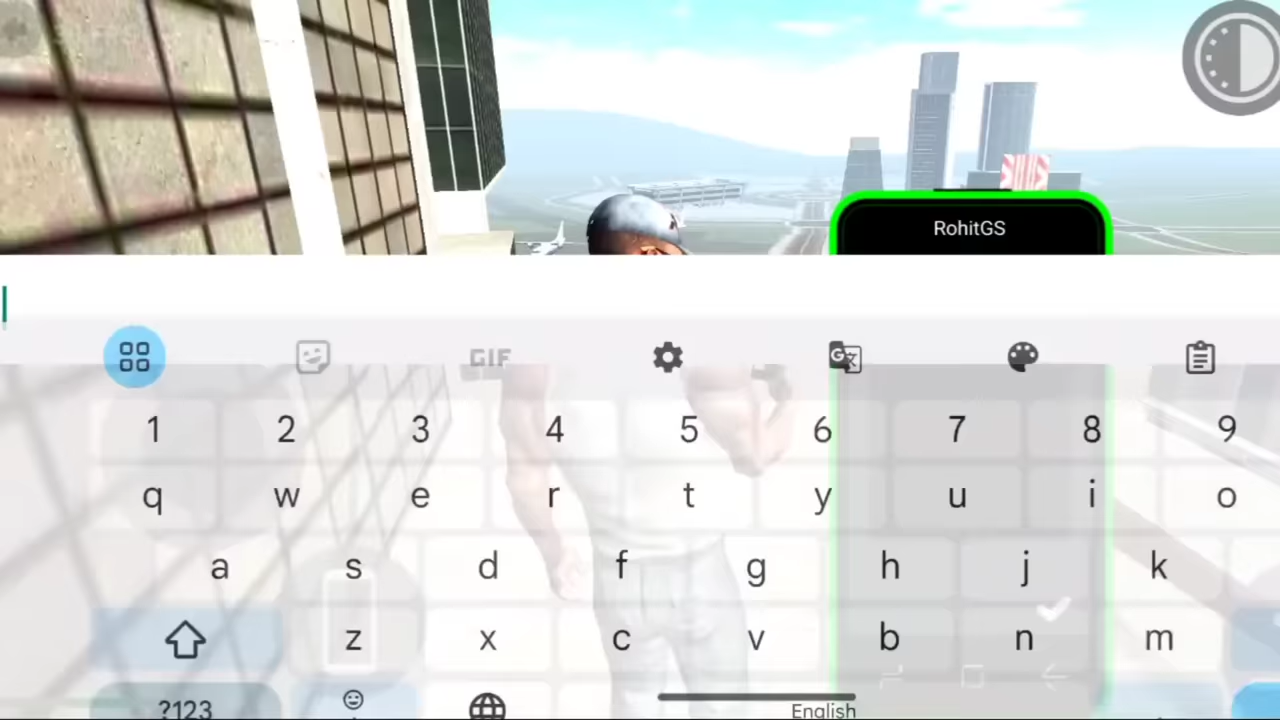 RohitGS
GIF
1 2 3 4 5 6 7 8 9
q w e r t y u i o
a s d f g h j k
z x c v b n m
?123
English